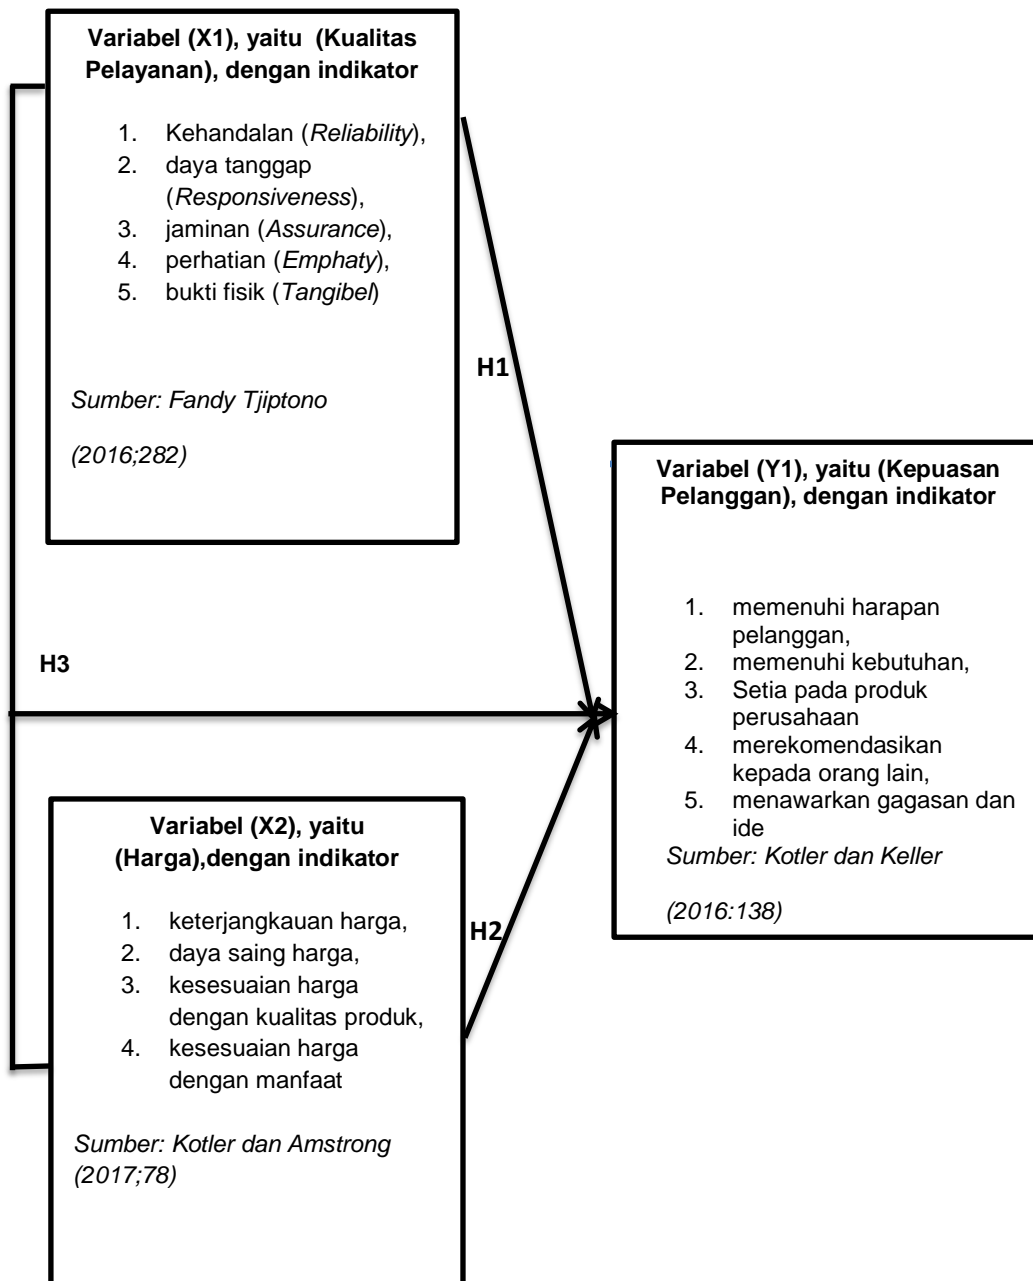 Variabel (X1), yaitu (Kualitas
Pelayanan), dengan indikator
1. Kehandalan (Reliability),
2. daya tanggap
(Responsiveness),
3. jaminan (Assurance),
4. perhatian (Emphaty),
5. bukti fisik (Tangibel)
Sumber: Fandy Tjiptono
(2016;282)
H1
Variabel (Y1), yaitu (Kepuasan
Pelanggan), dengan indikator
1. memenuhi harapan
pelanggan,
2. memenuhi kebutuhan,
3. Setia pada produk
perusahaan
4. merekomendasikan
kepada orang lain,
5. menawarkan gagasan dan
ide
Sumber: Kotler dan Keller
(2016:138)
H3
Variabel (X2), yaitu
(Harga),dengan indikator
1. keterjangkauan harga,
2. daya saing harga,
3. kesesuaian harga
dengan kualitas produk,
4. kesesuaian harga
dengan manfaat
Sumber: Kotler dan Amstrong
(2017;78)
H2